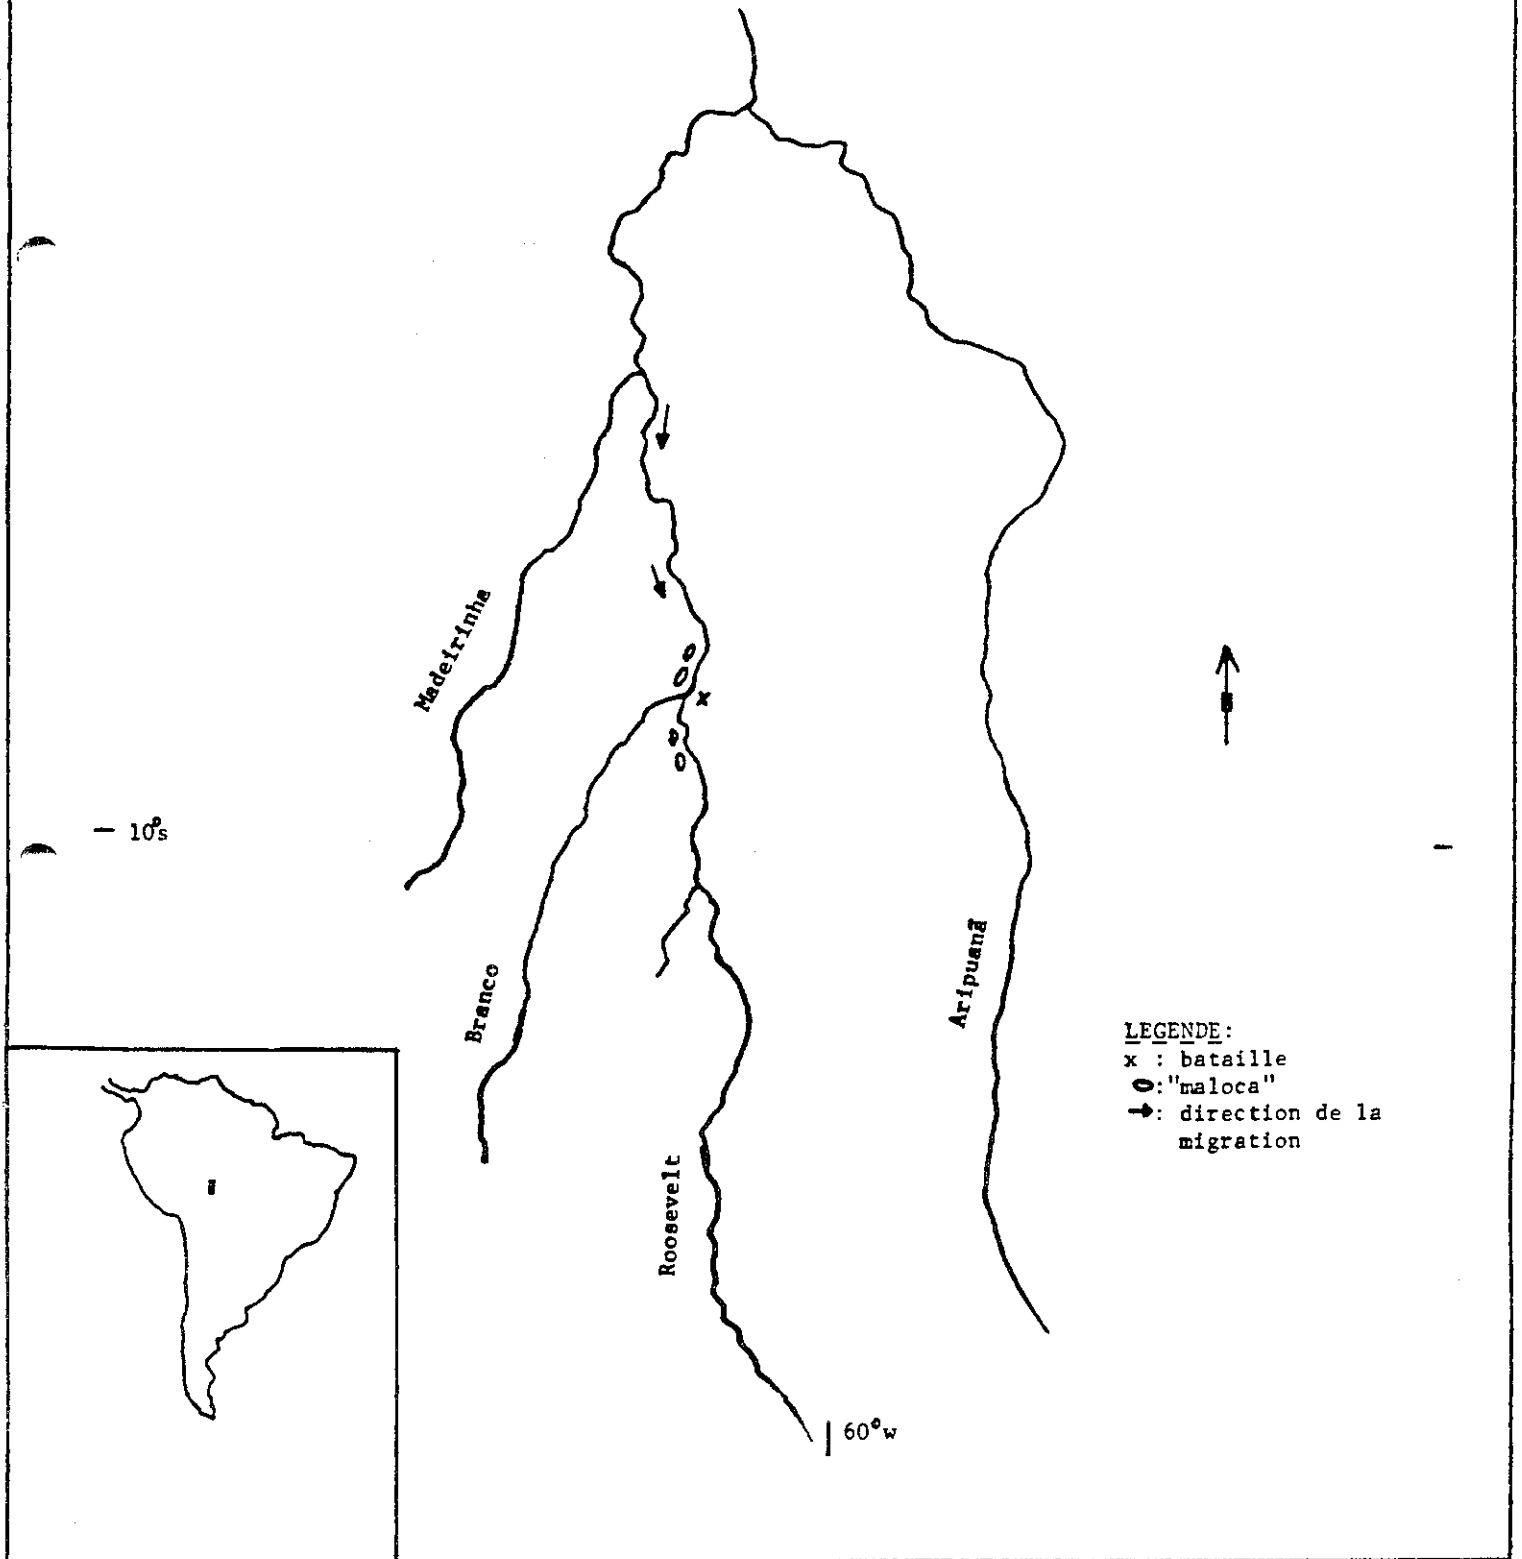 Madeirinha
— 10°s
Branco
Aripuanã
Roosevelt
60°w
LEGENDE:
x : bataille
O:"maloca"
→: direction de la
migration